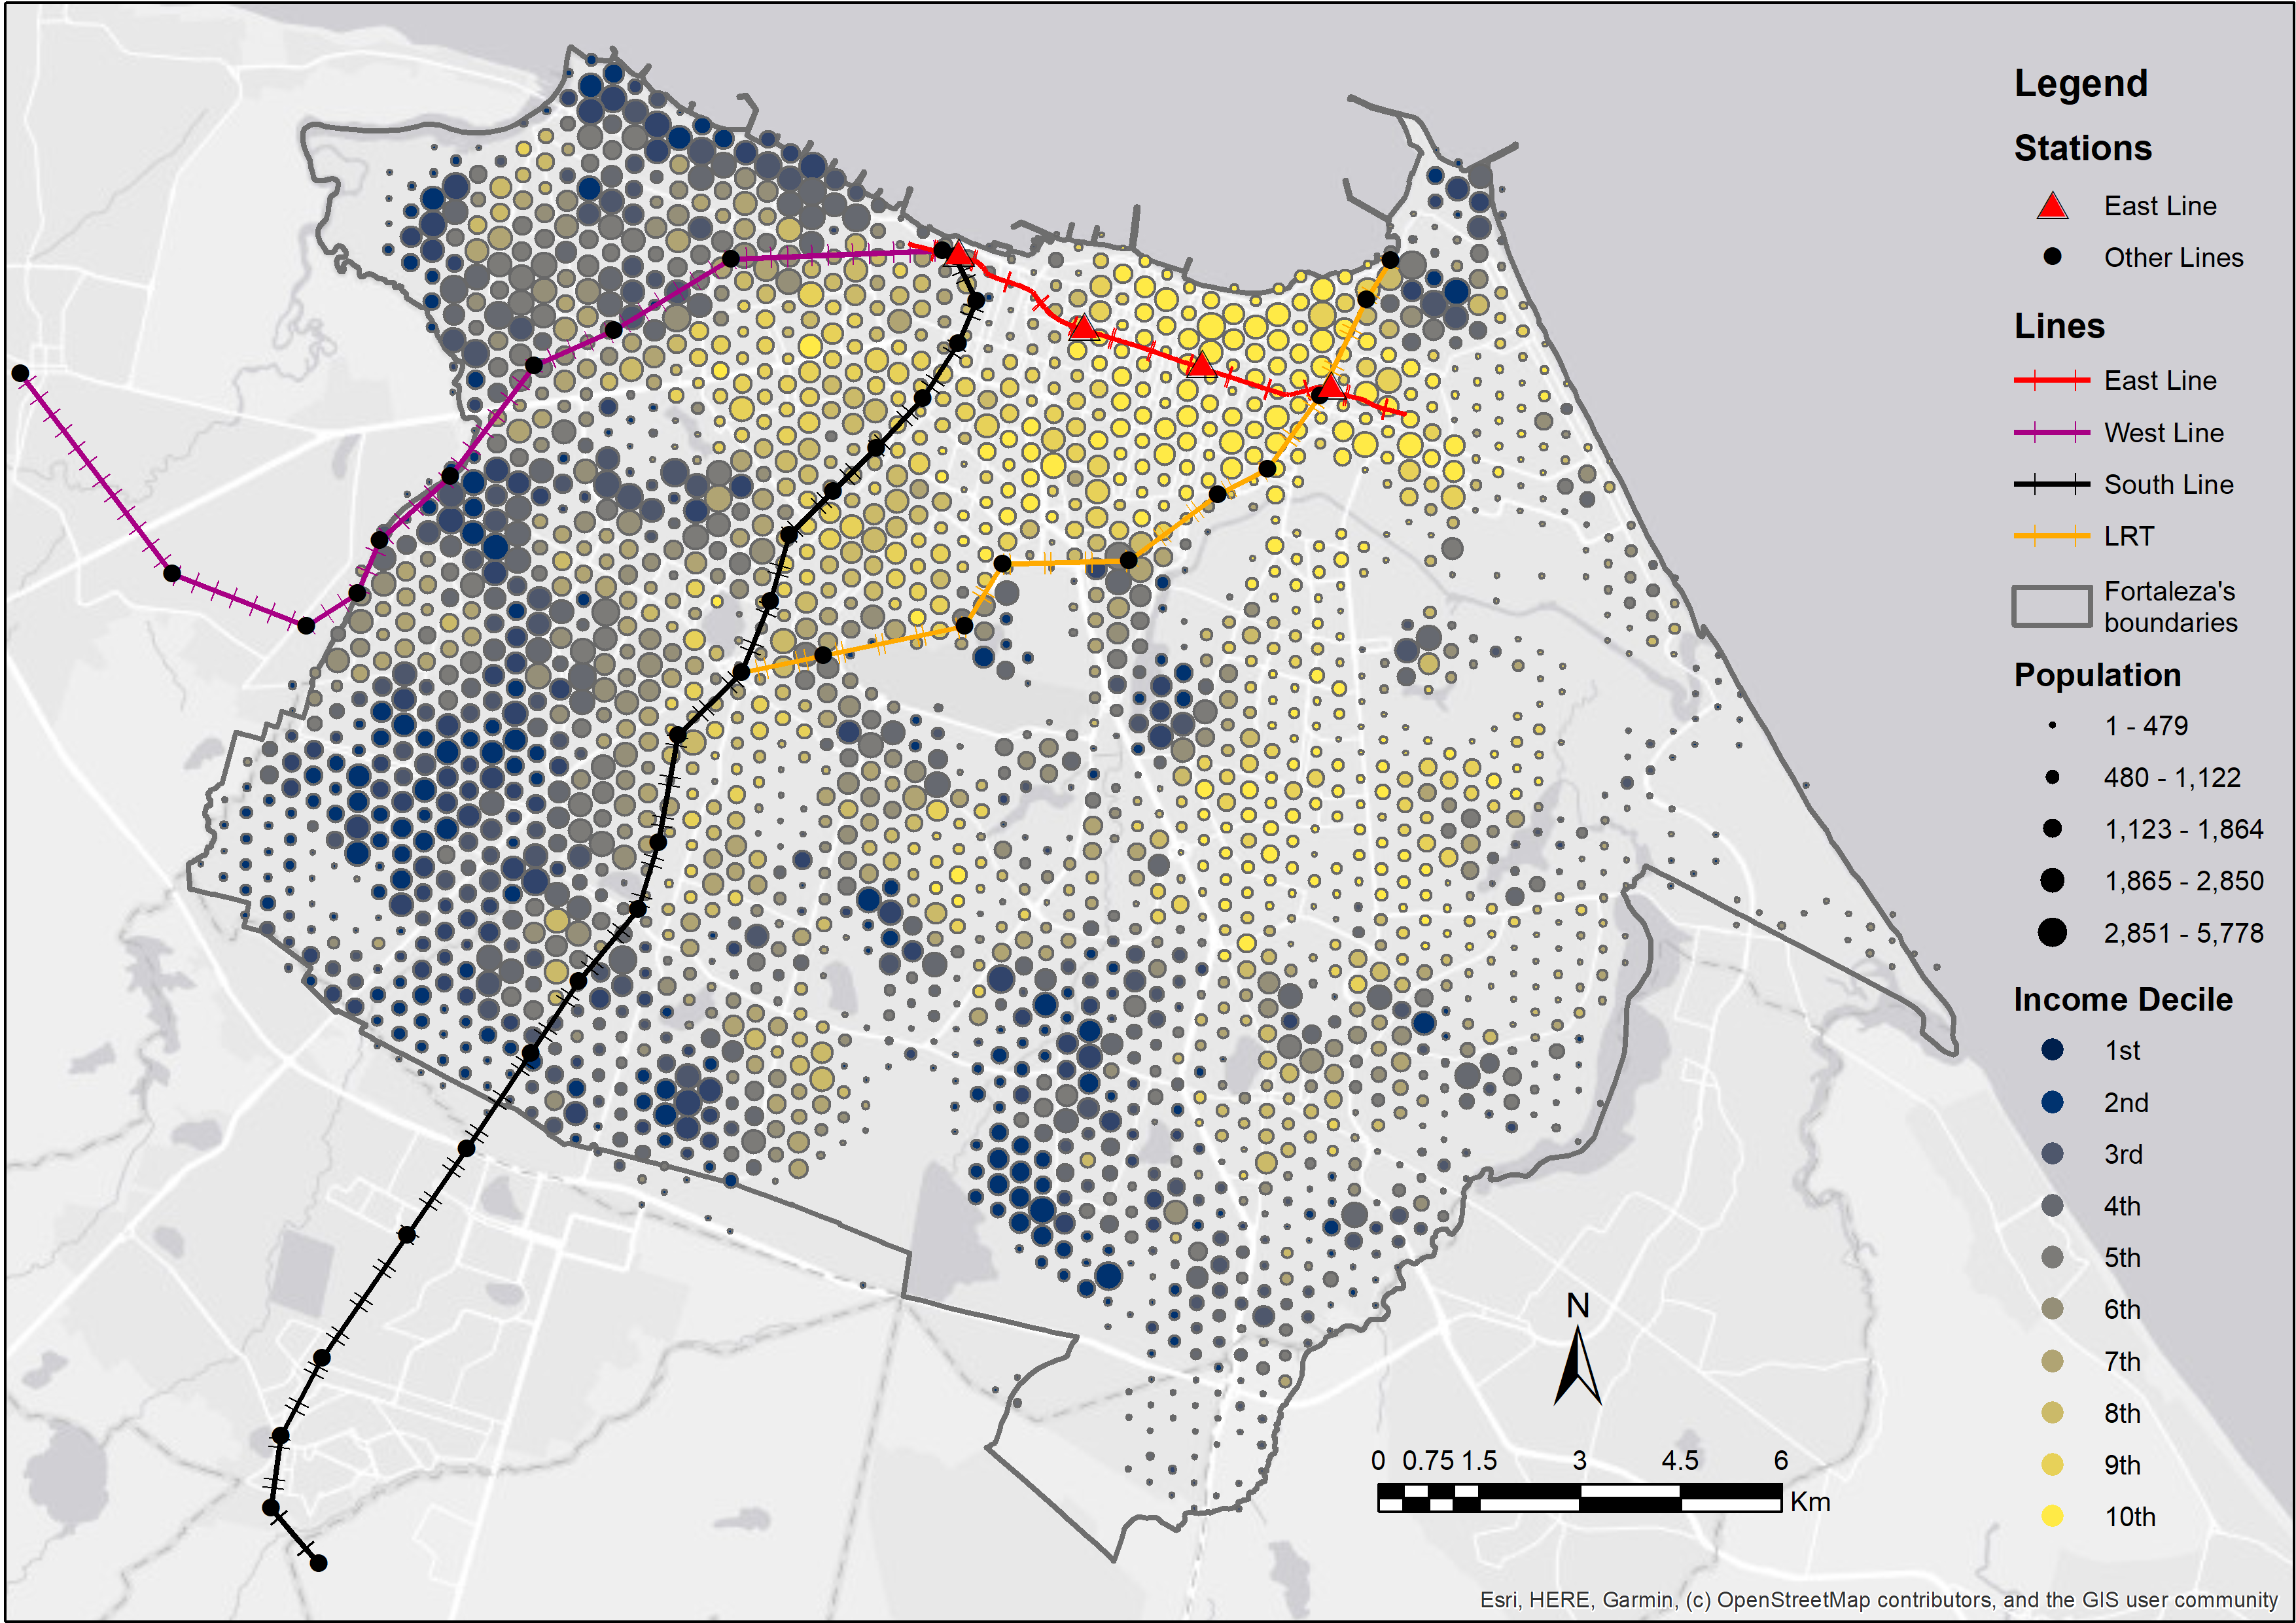 Legend
Stations
East Line
Other Lines
Lines
East Line
West Line
South Line
LRT
Fortaleza's
boundaries
Population
1 - 479
480 - 1,122
1,123 - 1,864
1,865 - 2,850
2,851 - 5,778
Income Decile
1st
2nd
3rd
4th
5th
6th
7th
8th
9th
10th
N
0 0.75 1.5 3 4.5 6
Km
Esri, HERE, Garmin, (c) OpenStreetMap contributors, and the GIS user community